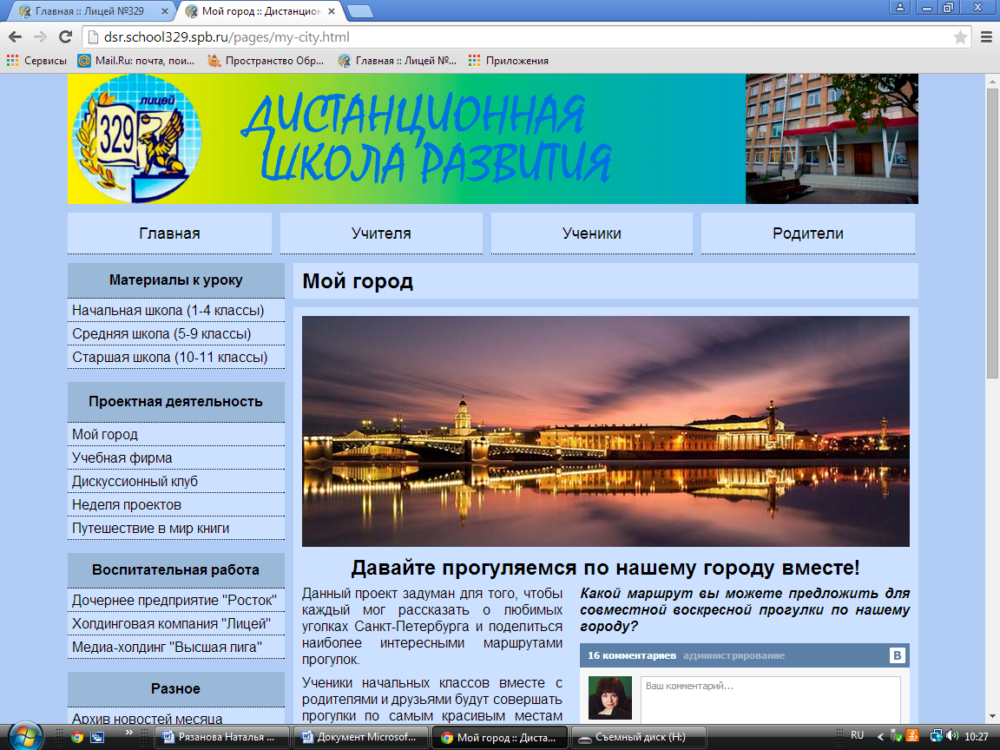 Главная :: Лицей №329
Мой город :: Дистанцион
dsr.school329.spb.ru/pages/my-city.html
Сервисы
Mail.Ru: почта, пои...
Пространство Обр...
Главная :: Лицей №...
Приложения
лицей
329
ДИСТАНЦИОННАЯ
ШКОЛА РАЗВИТИЯ
Главная
Учителя
Ученики
Родители
Материалы к уроку
Начальная школа (1-4 классы)
Средняя школа (5-9 классы)
Старшая школа (10-11 классы)
Проектная деятельность
Мой город
Учебная фирма
Дискуссионный клуб
Неделя проектов
Путешествие в мир книги
Воспитательная работа
Дочернее предприятие "Росток"
Холдинговая компания "Лицей"
Медиа-холдинг "Высшая лига"
Разное
Архив новостей месяца
Мой город
Давайте прогуляемся по нашему городу вместе!
Данный проект задуман для того, чтобы
каждый мог рассказать о любимых
уголках Санкт-Петербурга и поделиться
наиболее интересными маршрутами
прогулок.
Ученики начальных классов вместе с
родителями и друзьями будут совершать
прогулки по самым красивым местам
Какой маршрут вы можете предложить для
совместной воскресной прогулки по нашему
городу?
16 комментариев администрирование
B
Ваш комментарий...
Рязанова Наталья ...
Документ Microsof...
Мой город :: Диста...
Съемный диск (H:)
RU
10:27